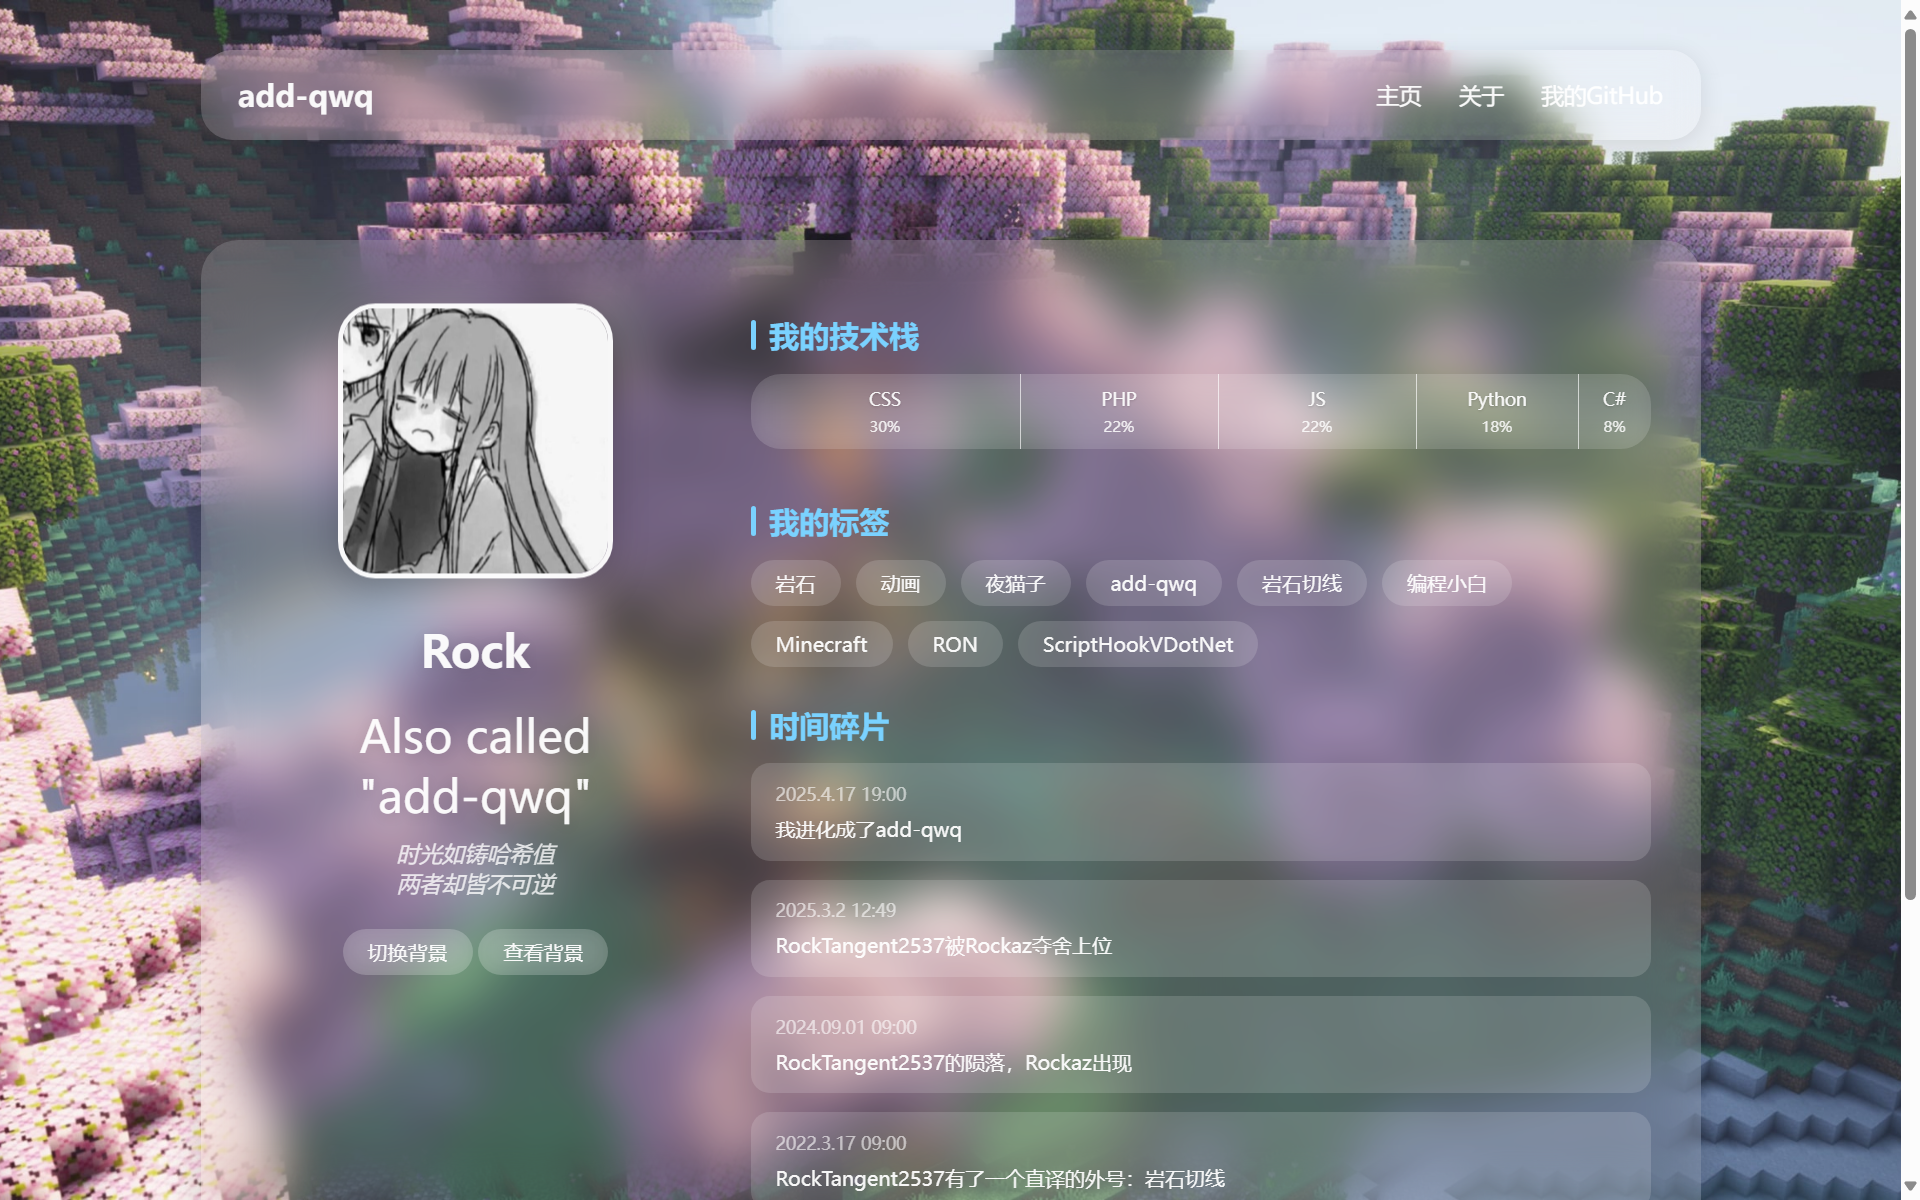 add-qwq
主页 关于 我的GitHub
Rock
Also called
"add-qwq"
时光如铸哈希值
两者却皆不可逆
切换背景 查看背景
我的技术栈
CSS PHP JS Python C#
30% 22% 22% 18% 8%
我的标签
岩石 动画 夜猫子 add-qwq 岩石切线 编程小白
Minecraft RON ScriptHookVDotNet
时间碎片
2025.4.17 19:00
我进化成了add-qwq
2025.3.2 12:49
RockTangent2537被Rockaz夺舍上位
2024.09.01 09:00
RockTangent2537的陨落，Rockaz出现
2022.3.17 09:00
RockTangent2537有了一个直译的外号：岩石切线